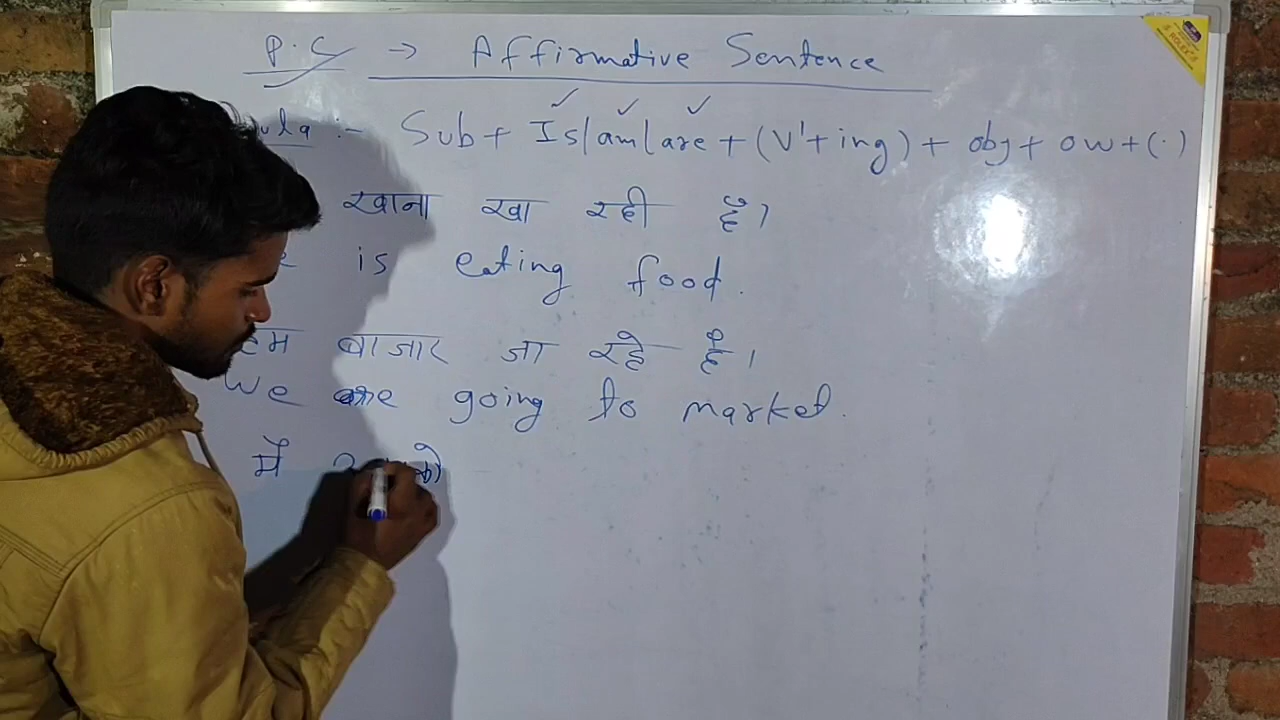 P.C → Affirmative Sentence
:- Sub + Is/am/are + (V¹ + ing) + obj + ow + (.)
खाना खा रही है।
is eating food.
हम बाजार जा रहे हैं।
We are going to market.
में